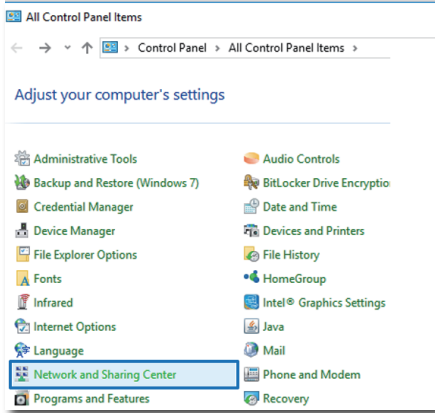 All Control Panel Items
Control Panel > All Control Panel Items >
Adjust your computer's settings
Administrative Tools
Backup and Restore (Windows 7)
Credential Manager
Device Manager
File Explorer Options
Fonts
Infrared
Internet Options
Language
Network and Sharing Center
Programs and Features
Audio Controls
BitLocker Drive Encryptio
Date and Time
Devices and Printers
File History
HomeGroup
Intel® Graphics Settings
Java
Mail
Phone and Modem
Recovery